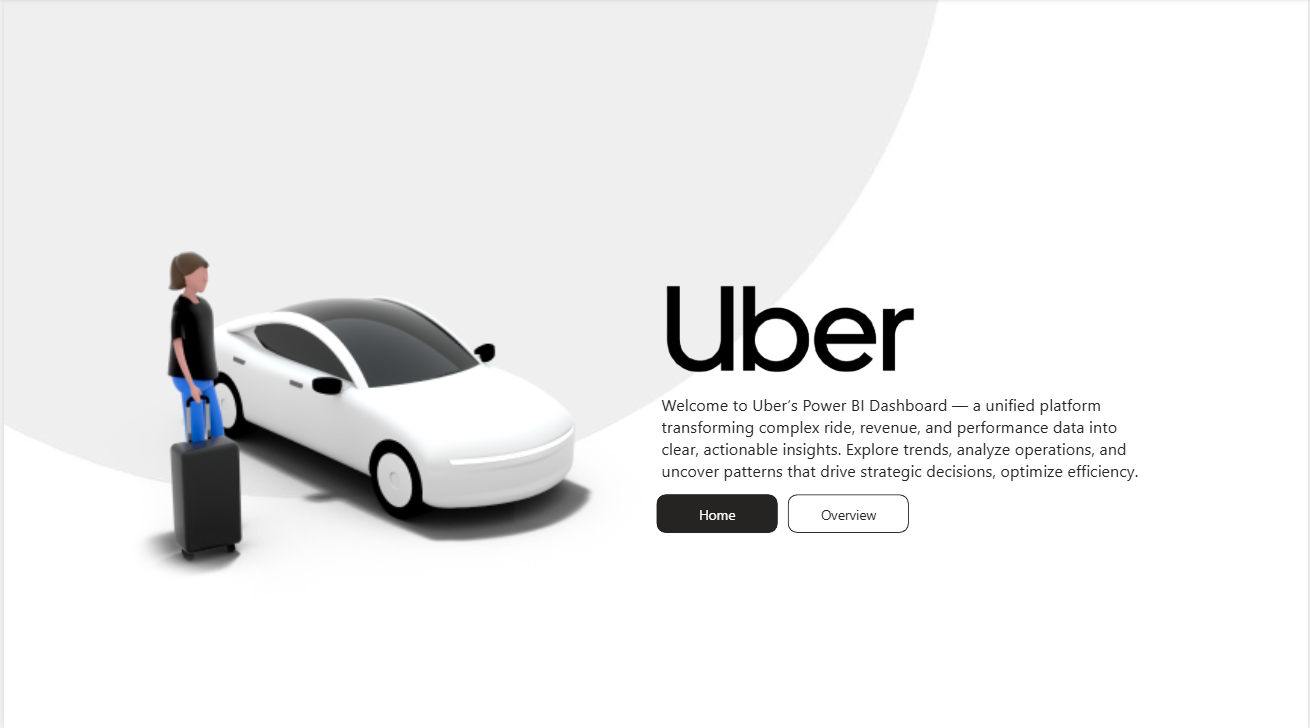 Uber
Welcome to Uber’s Power BI Dashboard — a unified platform
transforming complex ride, revenue, and performance data into
clear, actionable insights. Explore trends, analyze operations, and
uncover patterns that drive strategic decisions, optimize efficiency.
Home
Overview